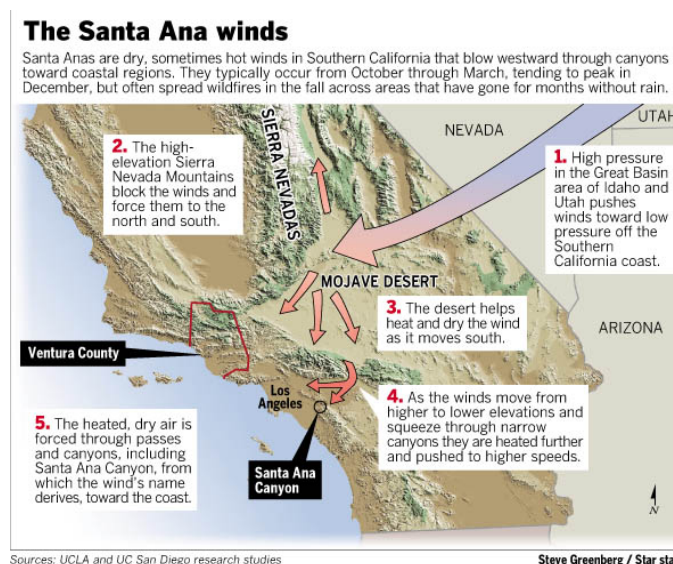 The Santa Ana winds
Santa Anas are dry, sometimes hot winds in Southern California that blow westward through canyons
toward coastal regions. They typically occur from October through March, tending to peak in
December, but often spread wildfires in the fall across areas that have gone for months without rain.
NEVADA
UTAH
SIERRA NEVADAS
2. The high-
elevation Sierra
Nevada Mountains
block the winds and
force them to the
north and south.
1. High pressure
in the Great Basin
area of Idaho and
Utah pushes
winds toward low
pressure off the
Southern
California coast.
MOJAVE DESERT
3. The desert helps
heat and dry the wind
as it moves south.
ARIZONA
Ventura County
Los
Angeles
4. As the winds move from
higher to lower elevations and
squeeze through narrow
canyons they are heated further
and pushed to higher speeds.
5. The heated, dry air is
forced through passes
and canyons, including
Santa Ana Canyon, from
which the wind's name
derives, toward the coast.
Santa Ana
Canyon
N
Sources: UCLA and UC San Diego research studies
Steve Greenberg / Star sta